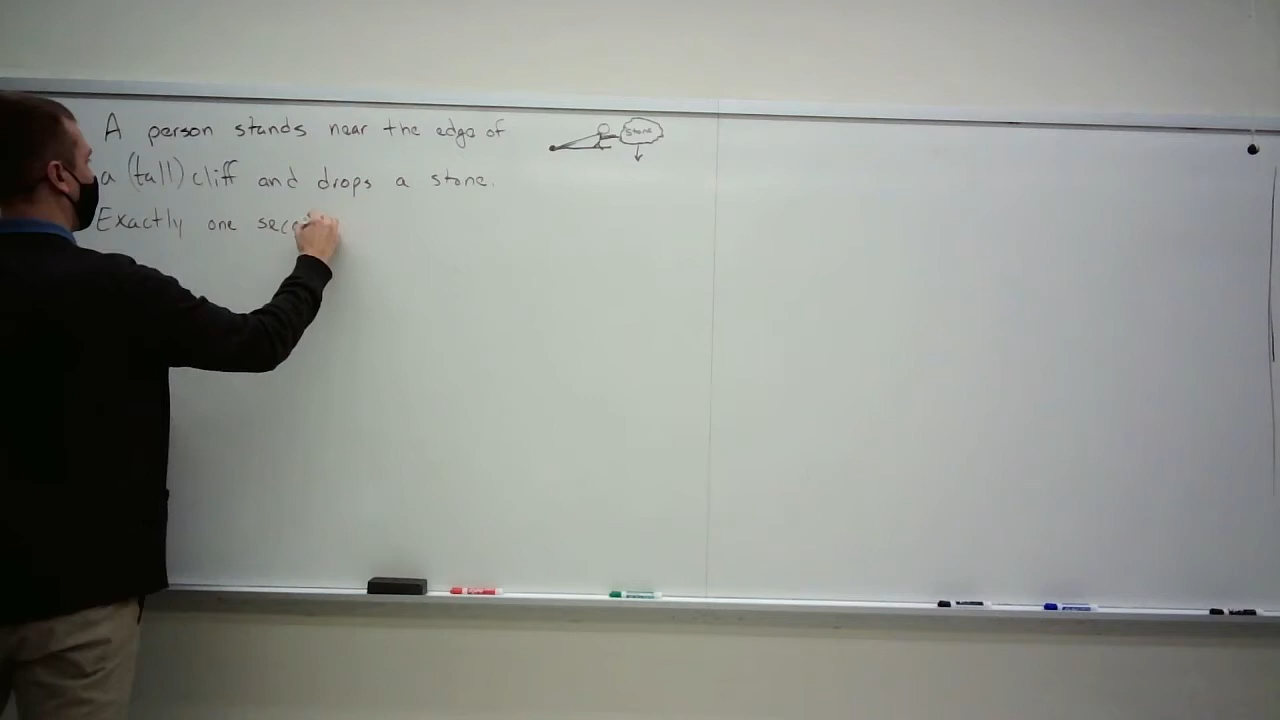 A person stands near the edge of
a (tall) cliff and drops a stone.
Exactly one
stone